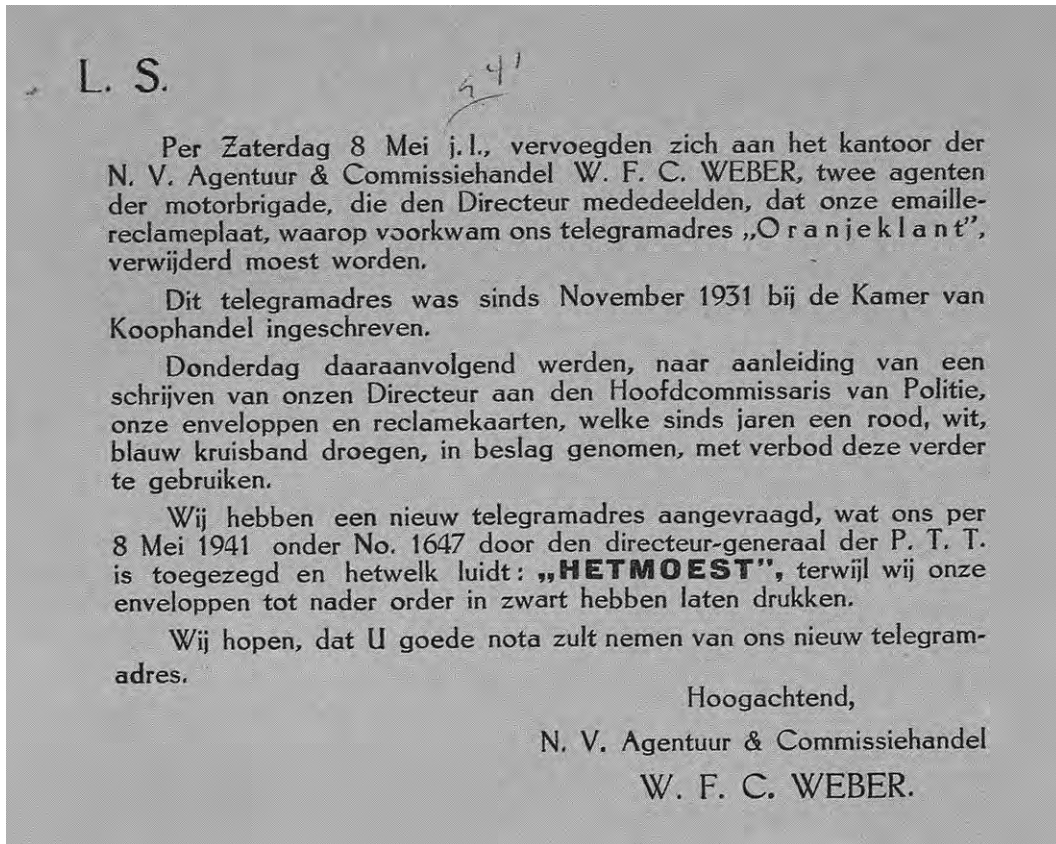 L. S.
Per Zaterdag 8 Mei j.l., vervoegden zich aan het kantoor der
N. V. Agentuur & Commissiehandel W. F. C. WEBER, twee agenten
der motorbrigade, die den Directeur mededeelden, dat onze emaille-
reclameplaat, waarop voorkwam ons telegramadres „Oranjeklant”,
verwijderd moest worden.
Dit telegramadres was sinds November 1931 bij de Kamer van
Koophandel ingeschreven.
Donderdag daaraanvolgend werden, naar aanleiding van een
schrijven van onzen Directeur aan den Hoofdcommissaris van Politie,
onze enveloppen en reclamekaarten, welke sinds jaren een rood, wit,
blauw kruisband droegen, in beslag genomen, met verbod deze verder
te gebruiken.
Wij hebben een nieuw telegramadres aangevraagd, wat ons per
8 Mei 1941 onder No. 1647 door den directeur-generaal der P. T. T.
is toegezegd en hetwelk luidt: „HETMOEST”, terwijl wij onze
enveloppen tot nader order in zwart hebben laten drukken.
Wij hopen, dat U goede nota zult nemen van ons nieuw telegram-
adres.
Hoogachtend,
N. V. Agentuur & Commissiehandel
W. F. C. WEBER.